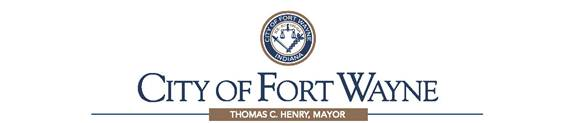 CITY OF FORT WAYNE
INDIANA
CITY OF FORT WAYNE
THOMAS C. HENRY, MAYOR